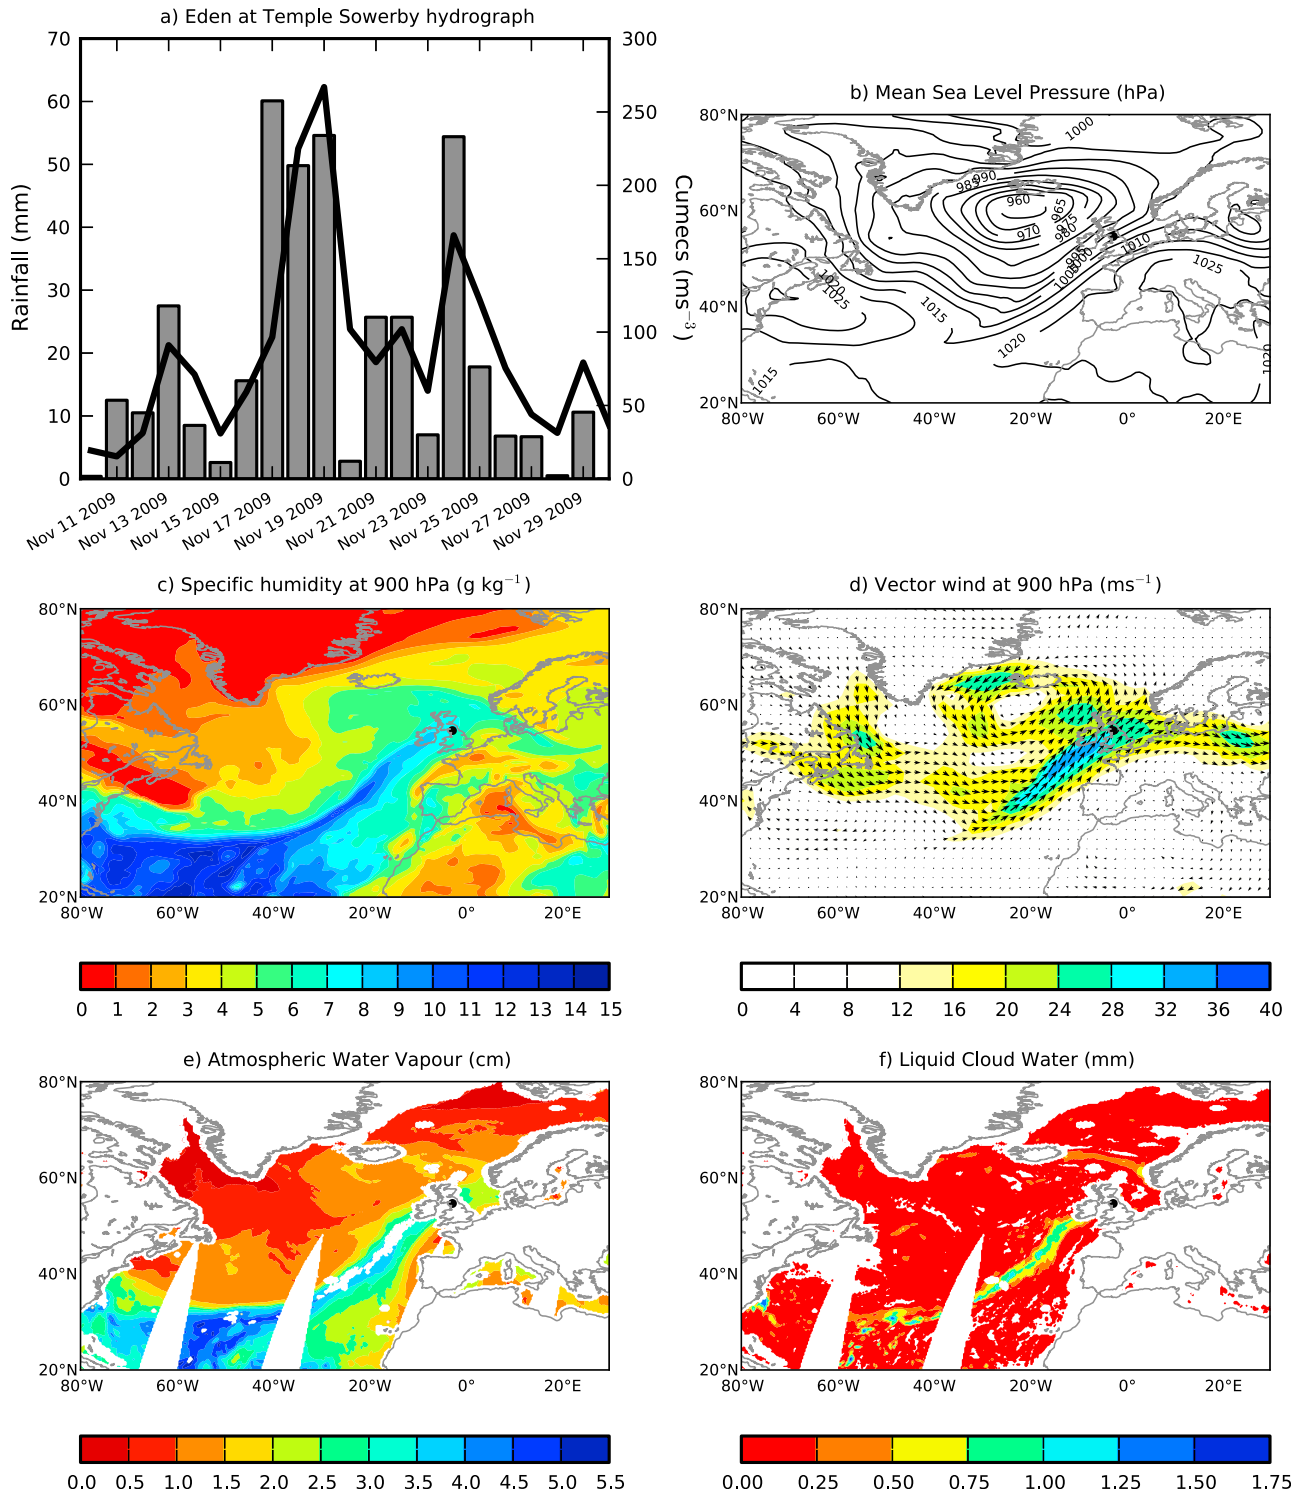 a) Eden at Temple Sowerby hydrograph
70
60
50
40
30
20
10
0
Rainfall (mm)
300
250
200
150
100
50
0
Cumecs (ms⁻³)
Nov 11 2009
Nov 13 2009
Nov 15 2009
Nov 17 2009
Nov 19 2009
Nov 21 2009
Nov 23 2009
Nov 25 2009
Nov 27 2009
Nov 29 2009
b) Mean Sea Level Pressure (hPa)
80°N
60°N
40°N
20°N
80°W 60°W 40°W 20°W 0° 20°E
1000
985 990
960
965
970
975
980
995
1000
1005
1010
1025
1020
1025
1015
1020
1015
1020
c) Specific humidity at 900 hPa (g kg⁻¹)
80°N
60°N
40°N
20°N
80°W 60°W 40°W 20°W 0° 20°E
0 1 2 3 4 5 6 7 8 9 10 11 12 13 14 15
d) Vector wind at 900 hPa (ms⁻¹)
80°N
60°N
40°N
20°N
80°W 60°W 40°W 20°W 0° 20°E
0 4 8 12 16 20 24 28 32 36 40
e) Atmospheric Water Vapour (cm)
80°N
60°N
40°N
20°N
80°W 60°W 40°W 20°W 0° 20°E
0.0 0.5 1.0 1.5 2.0 2.5 3.0 3.5 4.0 4.5 5.0 5.5
f) Liquid Cloud Water (mm)
80°N
60°N
40°N
20°N
80°W 60°W 40°W 20°W 0° 20°E
0.00 0.25 0.50 0.75 1.00 1.25 1.50 1.75